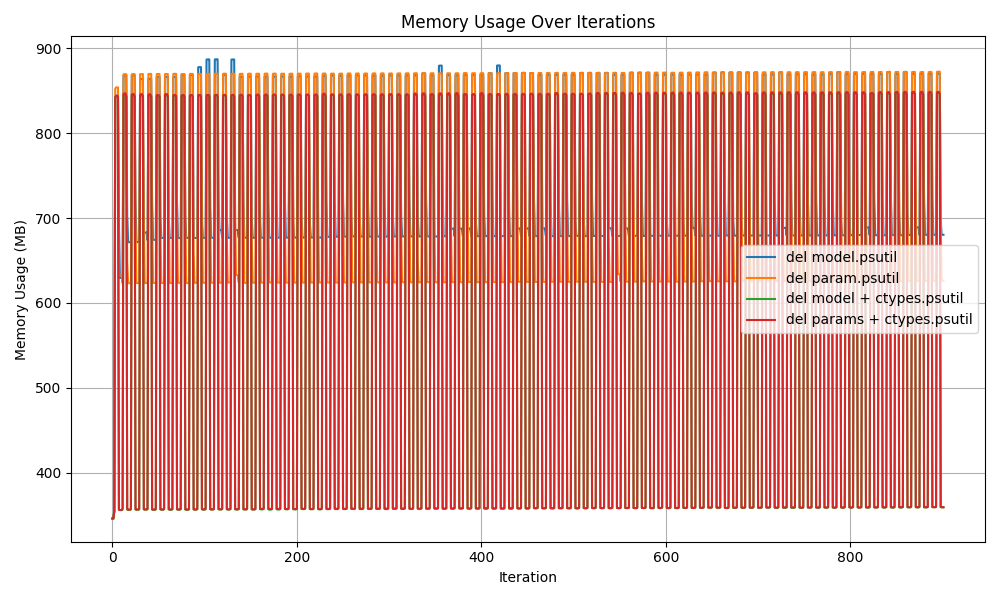 Memory Usage Over Iterations
Memory Usage (MB)
900
800
700
600
500
400
del model.psutil
del param.psutil
del model + ctypes.psutil
del params + ctypes.psutil
0
200
400
600
800
Iteration